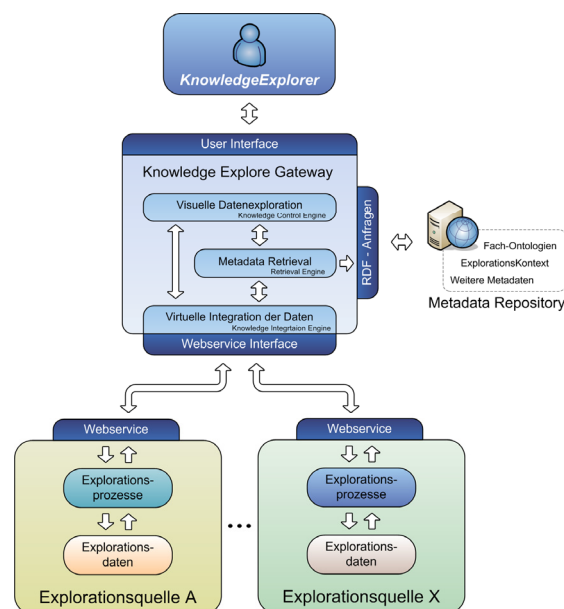 KnowledgeExplorer
User Interface
Knowledge Explore Gateway
Visuelle Datenexploration
Knowledge Control Engine
Metadata Retrieval
Retrieval Engine
RDF - Anfragen
Virtuelle Integration der Daten
Knowledge Integrtaion Engine
Webservice Interface
Fach-Ontologien
ExplorationsKontext
Weitere Metadaten
Metadata Repository
Webservice
Explorations-
prozesse
Explorations-
daten
Explorationsquelle A
...
Webservice
Explorations-
prozesse
Explorations-
daten
Explorationsquelle X